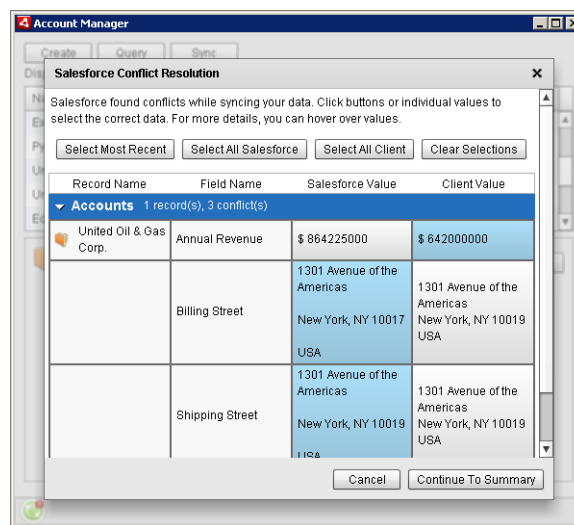 Account Manager
Create Query Sync
Salesforce Conflict Resolution
Salesforce found conflicts while syncing your data. Click buttons or individual values to
select the correct data. For more details, you can hover over values.
Select Most Recent Select All Salesforce Select All Client Clear Selections
Record Name Field Name Salesforce Value Client Value
Accounts 1 record(s), 3 conflict(s)
United Oil & Gas
Corp.
Annual Revenue
$ 864225000
$ 642000000
Billing Street
1301 Avenue of the
Americas
New York, NY 10017
USA
1301 Avenue of the
Americas
New York, NY 10019
USA
Shipping Street
1301 Avenue of the
Americas
New York, NY 10019
USA
1301 Avenue of the
Americas
New York, NY 10019
USA
Cancel Continue To Summary